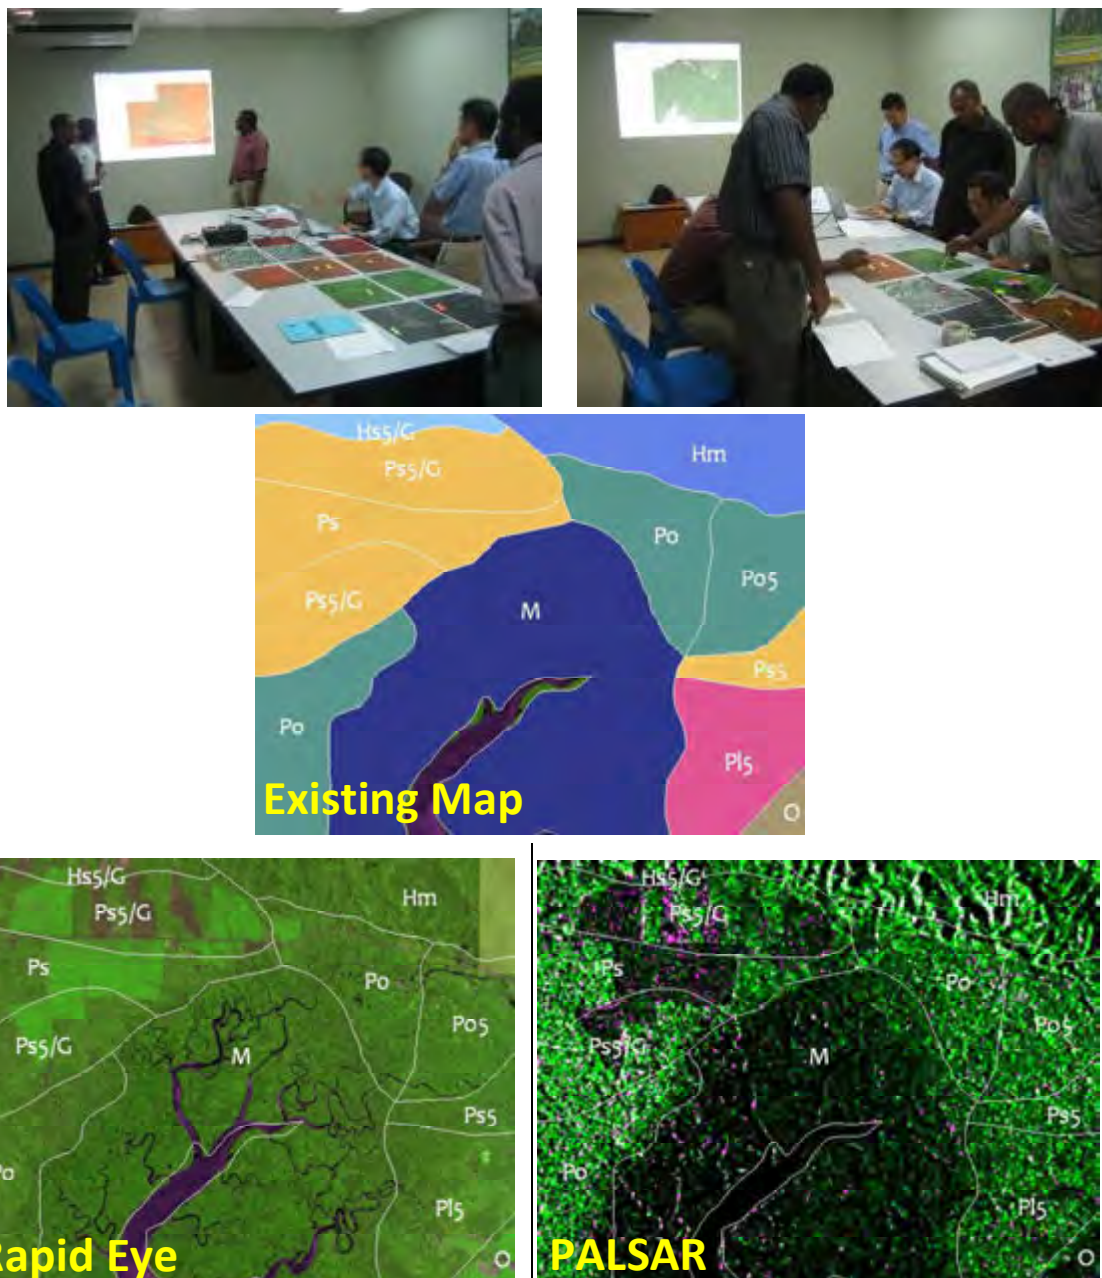 Hs5/G
Ps5/G
Hm
Ps
Po
Po5
Ps5/G
M
Ps5
Po
Pl5
Existing Map
O
Hs5/G
Ps5/G
Hm
Ps
Po
Po5
Ps5/G
M
Ps5
Po
Pl5
Rapid Eye
O
Hs5/G
Ps5/G
Hm
Ps
Po
Po5
Ps5/G
M
Ps5
Po
Pl5
PALSAR
O